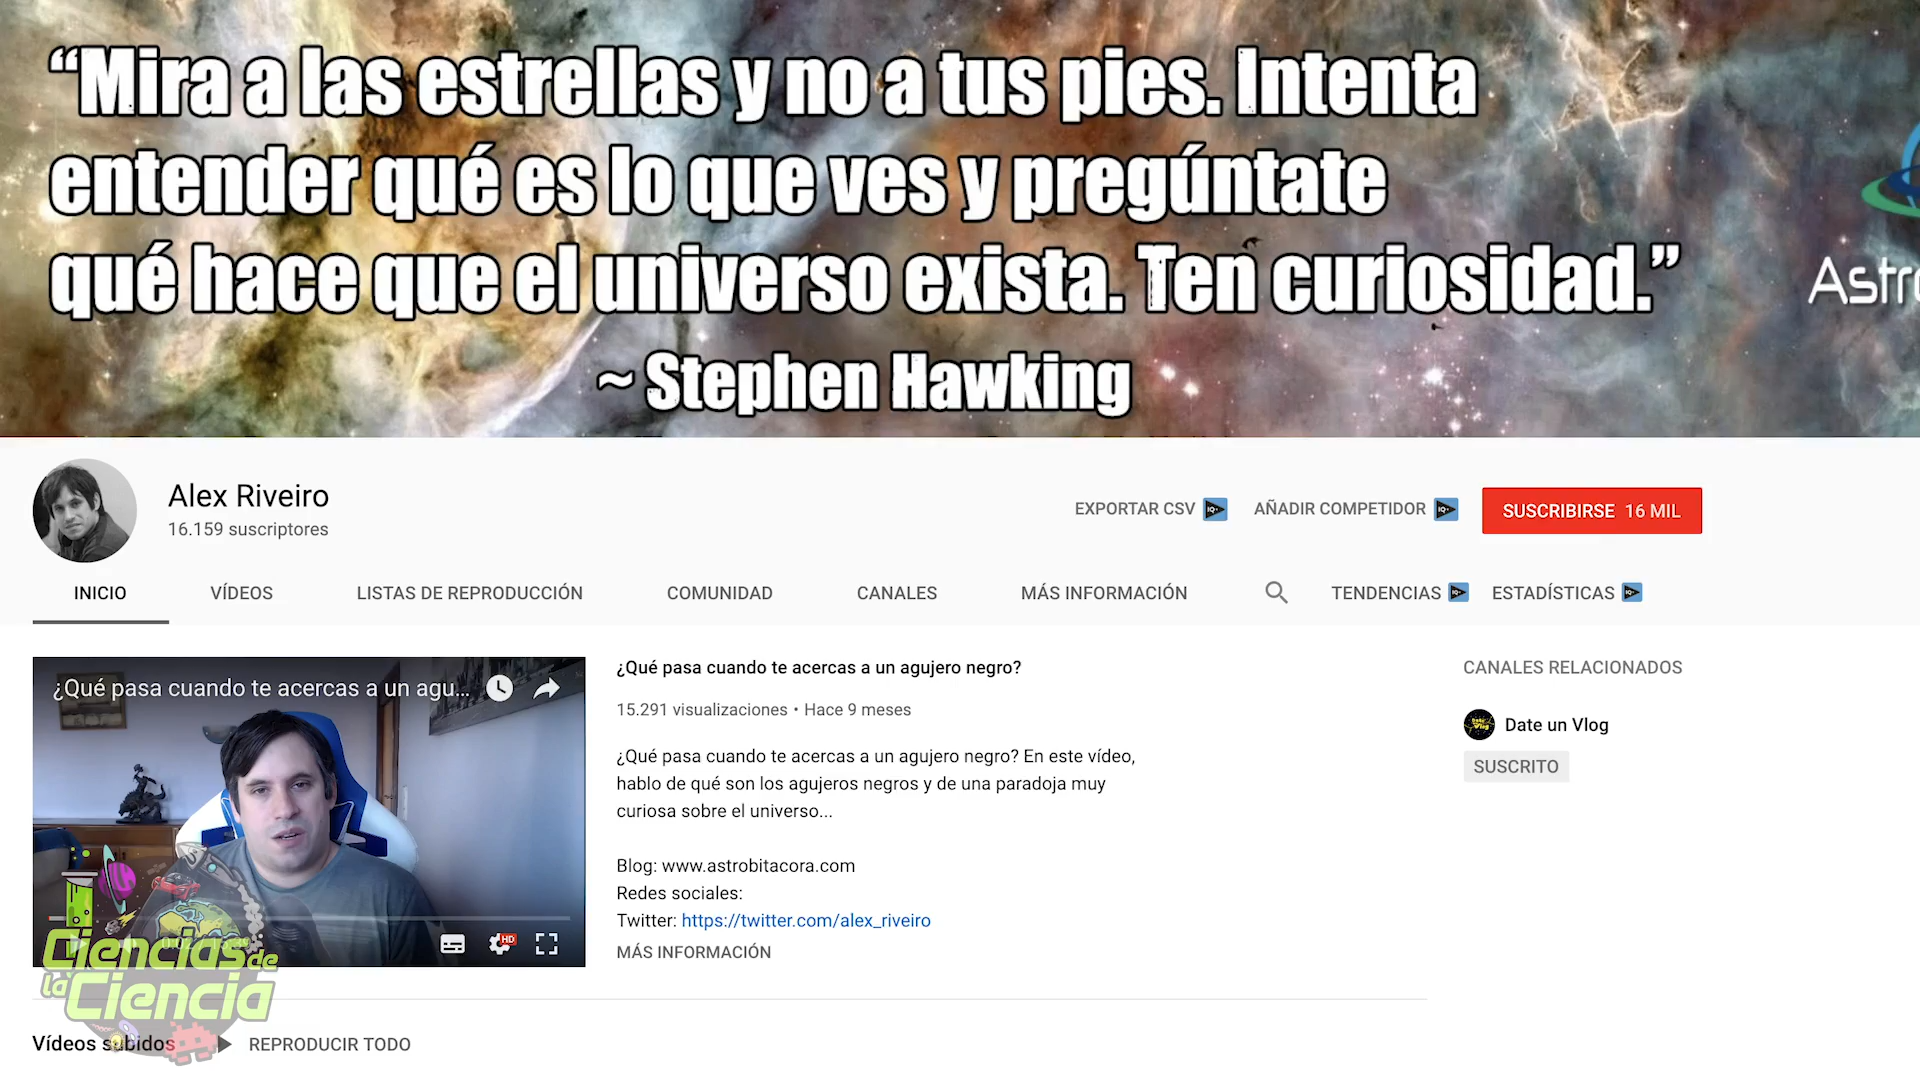 “Mira a las estrellas y no a tus pies. Intenta
entender qué es lo que ves y pregúntate
qué hace que el universo exista. Ten curiosidad.”
~ Stephen Hawking
Astro
Alex Riveiro
16.159 suscriptores
EXPORTAR CSV
AÑADIR COMPETIDOR
SUSCRIBIRSE 16 MIL
INICIO
VÍDEOS
LISTAS DE REPRODUCCIÓN
COMUNIDAD
CANALES
MÁS INFORMACIÓN
TENDENCIAS
ESTADÍSTICAS
¿Qué pasa cuando te acercas a un agu...
HD
¿Qué pasa cuando te acercas a un agujero negro?
15.291 visualizaciones • Hace 9 meses
¿Qué pasa cuando te acercas a un agujero negro? En este vídeo,
hablo de qué son los agujeros negros y de una paradoja muy
curiosa sobre el universo...
Blog: www.astrobitacora.com
Redes sociales:
Twitter: https://twitter.com/alex_riveiro
MÁS INFORMACIÓN
CANALES RELACIONADOS
Date un Vlog
SUSCRITO
Ciencias de
la Ciencia
Vídeos subidos
REPRODUCIR TODO